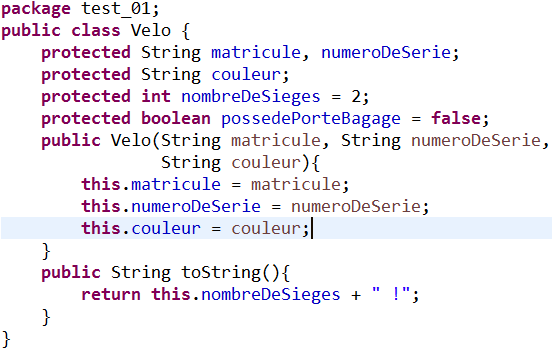 package test_01;
public class Velo {
    protected String matricule, numeroDeSerie;
    protected String couleur;
    protected int nombreDeSieges = 2;
    protected boolean possedePorteBagage = false;
    public Velo(String matricule, String numeroDeSerie,
                String couleur){
        this.matricule = matricule;
        this.numeroDeSerie = numeroDeSerie;
        this.couleur = couleur;
    }
    public String toString(){
        return this.nombreDeSieges + " !";
    }
}